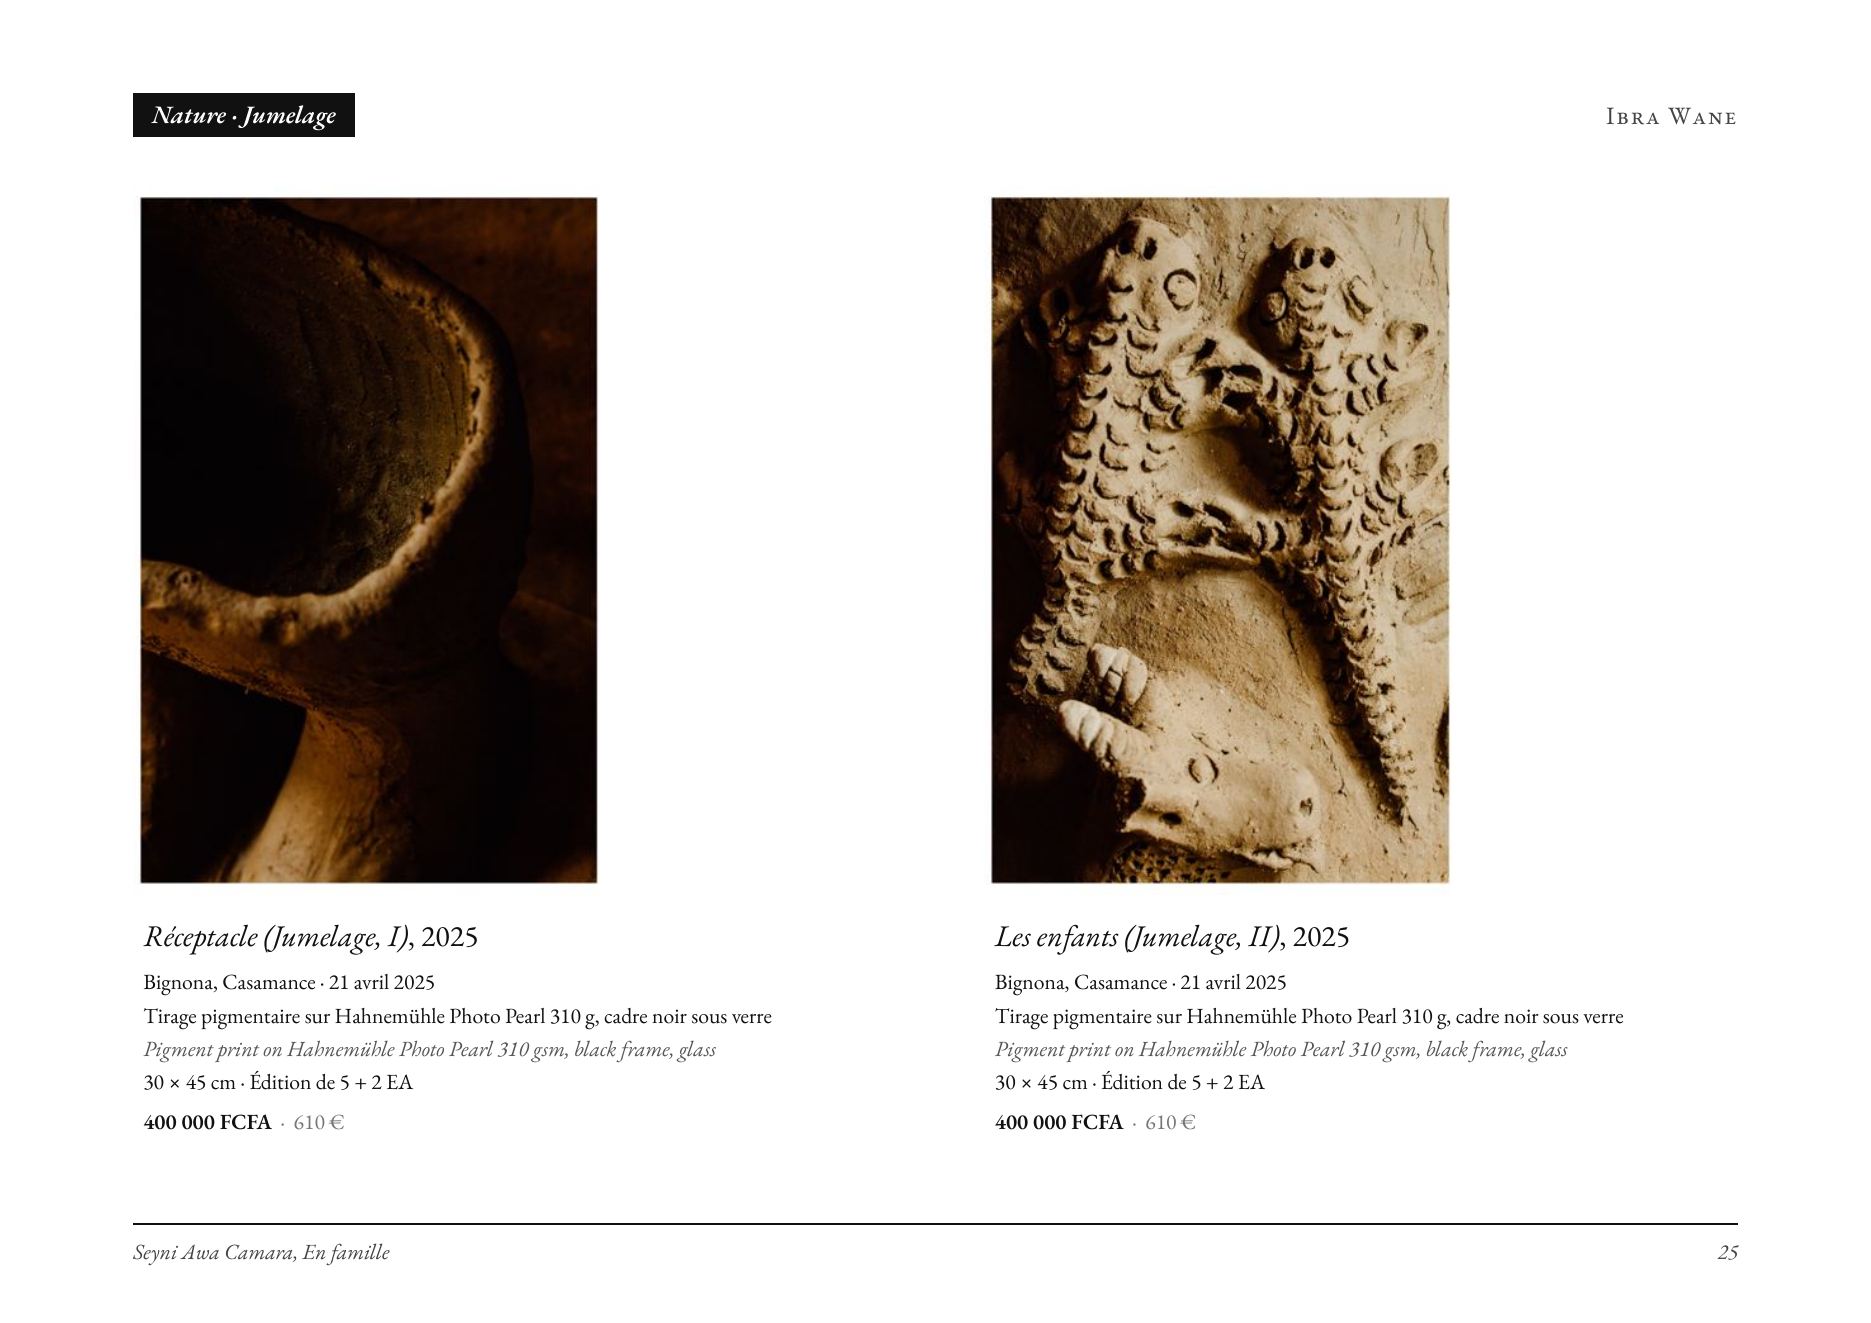 Nature · Jumelage
Ibra Wane
Réceptacle (Jumelage, I), 2025
Bignona, Casamance · 21 avril 2025
Tirage pigmentaire sur Hahnemühle Photo Pearl 310 g, cadre noir sous verre
Pigment print on Hahnemühle Photo Pearl 310 gsm, black frame, glass
30 × 45 cm · Édition de 5 + 2 EA
400 000 FCFA · 610 €
Les enfants (Jumelage, II), 2025
Bignona, Casamance · 21 avril 2025
Tirage pigmentaire sur Hahnemühle Photo Pearl 310 g, cadre noir sous verre
Pigment print on Hahnemühle Photo Pearl 310 gsm, black frame, glass
30 × 45 cm · Édition de 5 + 2 EA
400 000 FCFA · 610 €
Seyni Awa Camara, En famille
25